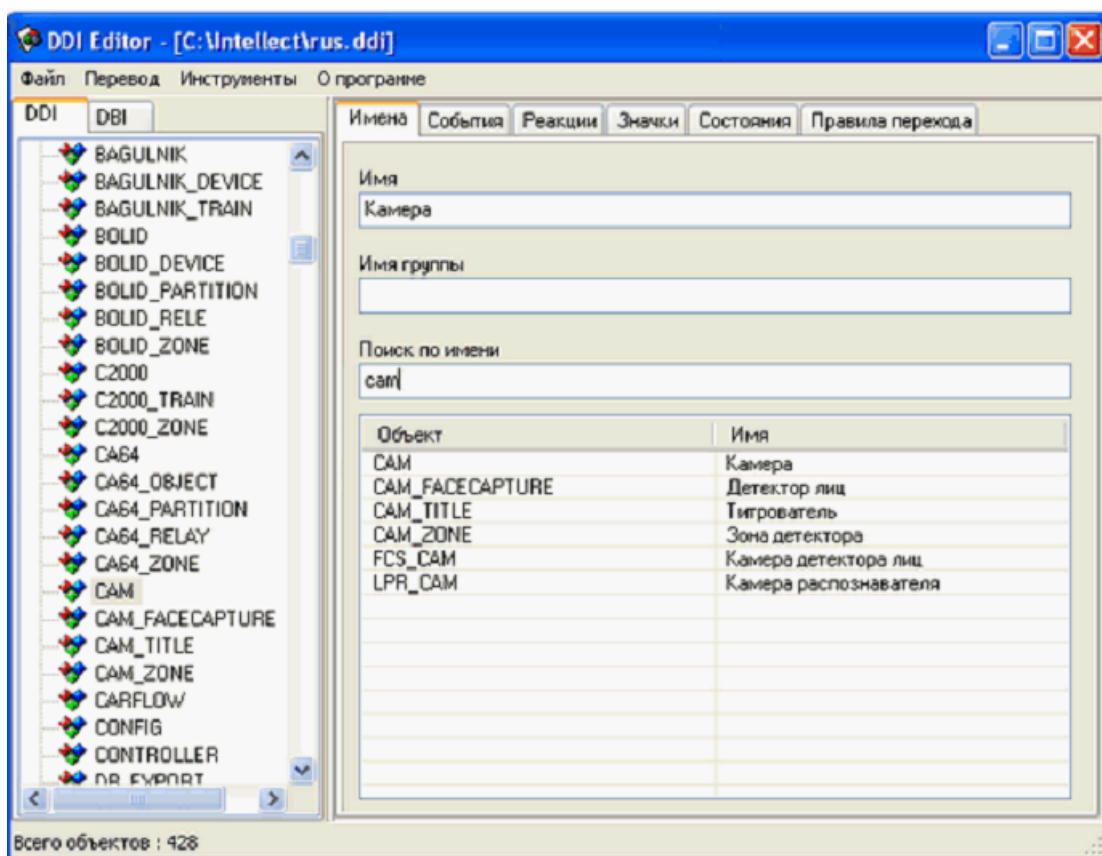 DDI Editor - [C:\Intellect\rus.ddi]
Файл Перевод Инструменты О программе
DDI DBI
BAGULNIK
BAGULNIK_DEVICE
BAGULNIK_TRAIN
BOLID
BOLID_DEVICE
BOLID_PARTITION
BOLID_RELE
BOLID_ZONE
C2000
C2000_TRAIN
C2000_ZONE
CA64
CA64_OBJECT
CA64_PARTITION
CA64_RELAY
CA64_ZONE
CAM
CAM_FACECAPTURE
CAM_TITLE
CAM_ZONE
CARFLOW
CONFIG
CONTROLLER
DB_EXPORT
Имена События Реакции Значки Состояния Правила перехода
Имя
Камера
Имя группы
Поиск по имени
cam
Объект Имя
CAM Камера
CAM_FACECAPTURE Детектор лиц
CAM_TITLE Титрователь
CAM_ZONE Зона детектора
FCS_CAM Камера детектора лиц
LPR_CAM Камера распознавателя
Всего объектов : 428